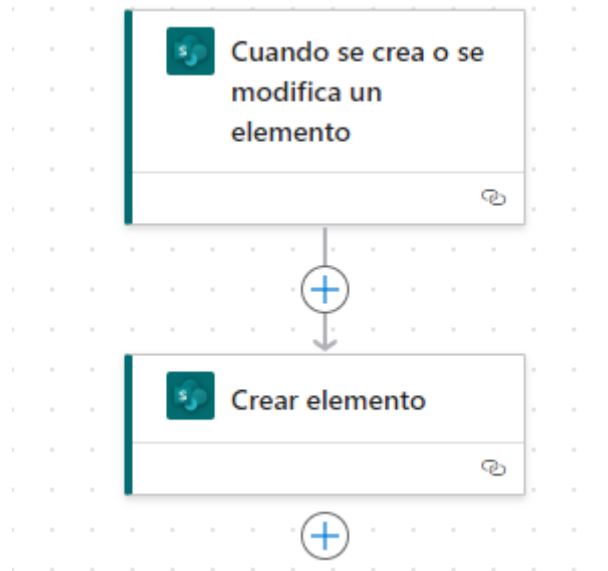 Cuando se crea o se
modifica un
elemento
Crear elemento